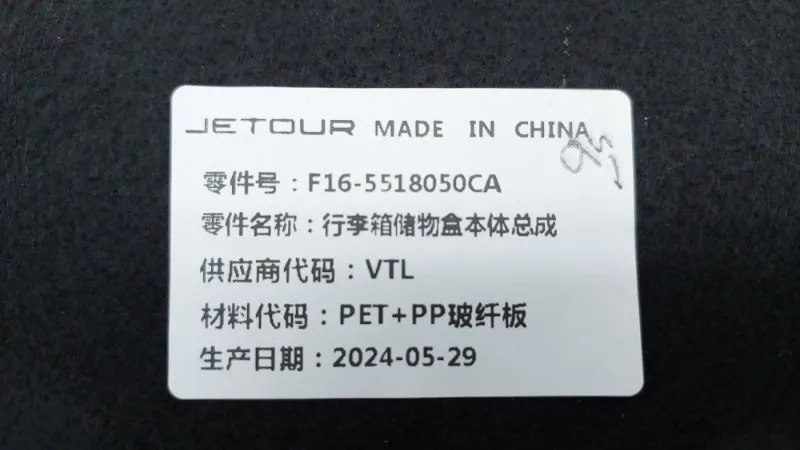 JETOUR MADE IN CHINA
零件号：F16-5518050CA
零件名称：行李箱储物盒本体总成
供应商代码：VTL
材料代码：PET+PP玻纤板
生产日期：2024-05-29